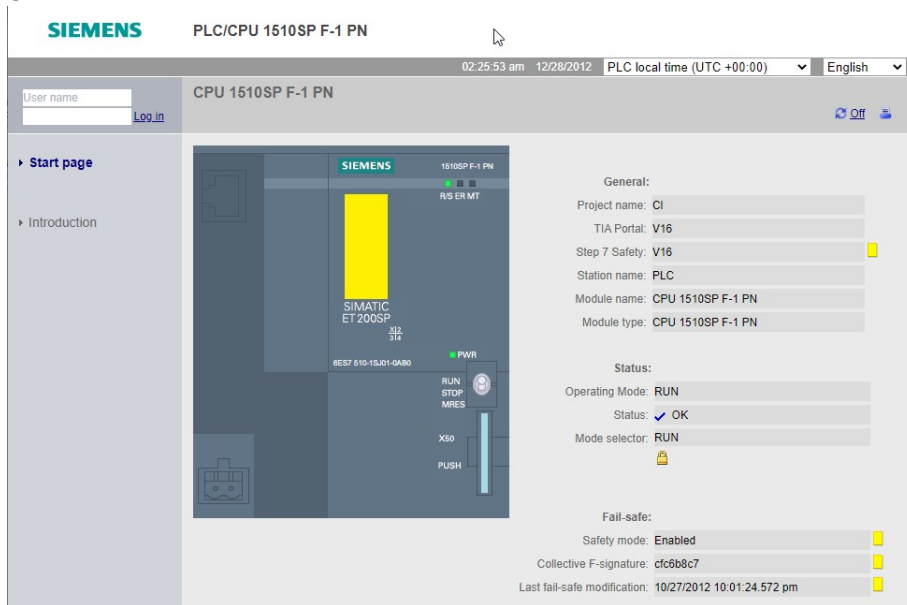 SIEMENS PLC/CPU 1510SP F-1 PN
02:25:53 am 12/28/2012 PLC local time (UTC +00:00) English
User name
Log in
CPU 1510SP F-1 PN
Off
Start page
Introduction
SIEMENS 1510SP F-1 PN
R/S ER MT
SIMATIC
ET 200SP
X|2
3|4
6ES7 510-1SJ01-0AB0
PWR
RUN
STOP
MRES
X50
PUSH
General:
Project name: CI
TIA Portal: V16
Step 7 Safety: V16
Station name: PLC
Module name: CPU 1510SP F-1 PN
Module type: CPU 1510SP F-1 PN
Status:
Operating Mode: RUN
Status: OK
Mode selector: RUN
Fail-safe:
Safety mode: Enabled
Collective F-signature: cfc6b8c7
Last fail-safe modification: 10/27/2012 10:01:24.572 pm